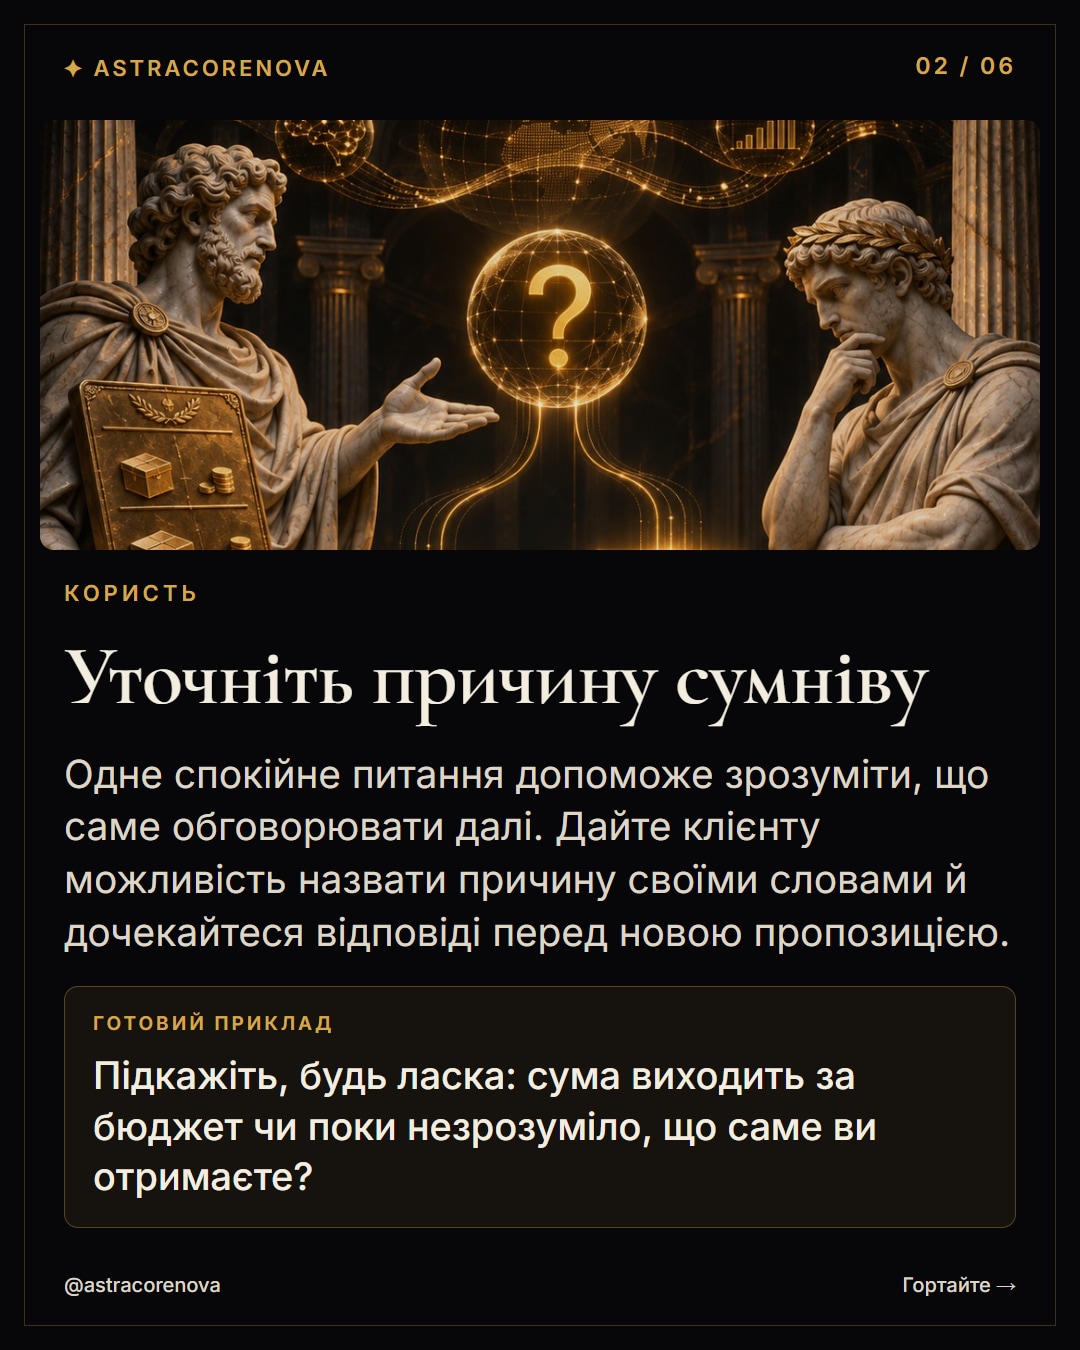 ✦ ASTRACORENOVA
02 / 06
?
КОРИСТЬ
Уточніть причину сумніву
Одне спокійне питання допоможе зрозуміти, що
саме обговорювати далі. Дайте клієнту
можливість назвати причину своїми словами й
дочекайтеся відповіді перед новою пропозицією.
ГОТОВИЙ ПРИКЛАД
Підкажіть, будь ласка: сума виходить за
бюджет чи поки незрозуміло, що саме ви
отримаєте?
@astracorenova
Гортайте →